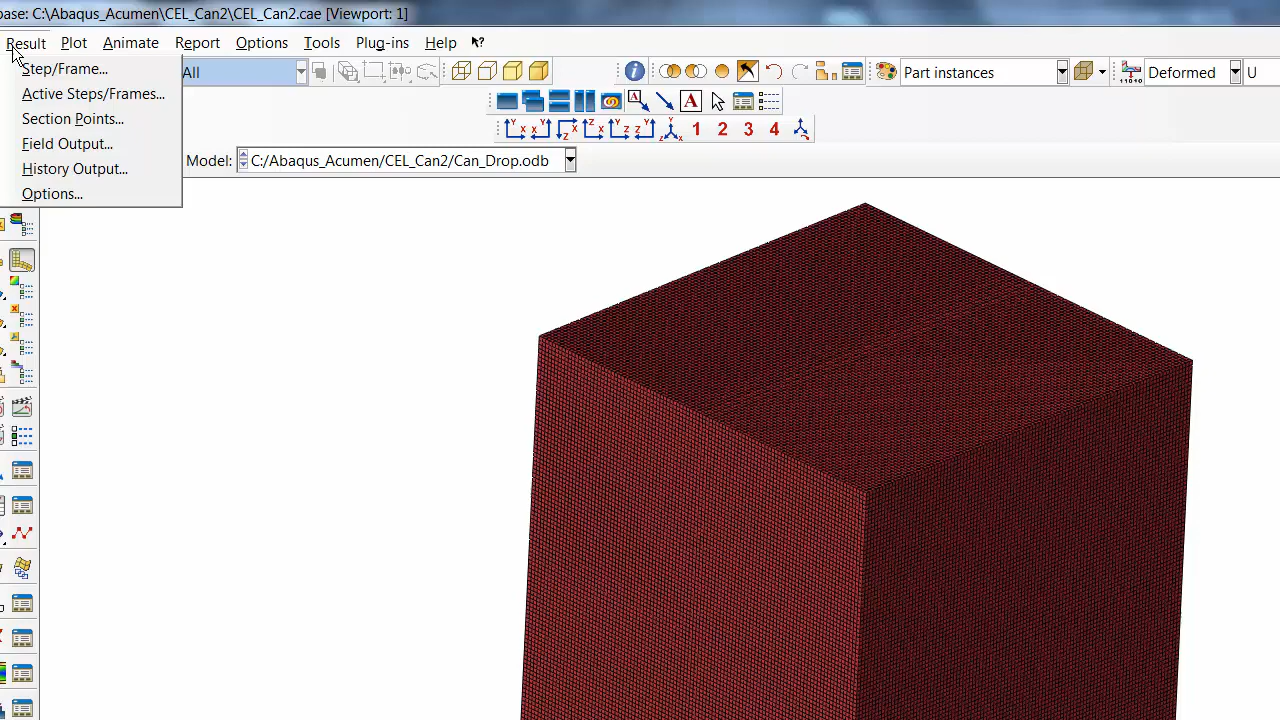 base: C:\Abaqus_Acumen\CEL_Can2\CEL_Can2.cae [Viewport: 1]
Result Plot Animate Report Options Tools Plug-ins Help
All Part instances Deformed U
Step/Frame...
Active Steps/Frames...
Section Points...
Field Output...
History Output...
Options...
A A
Y X Y X Z X Z X Y Z Y Z Y Z X 1 2 3 4
Model: C:/Abaqus_Acumen/CEL_Can2/Can_Drop.odb